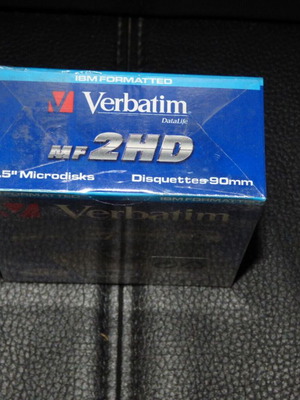 IBM FORMATTED
Verbatim
DataLife
MF 2HD
.5" Microdisks Disquettes 90mm
IBM FORMATTED
Verbatim